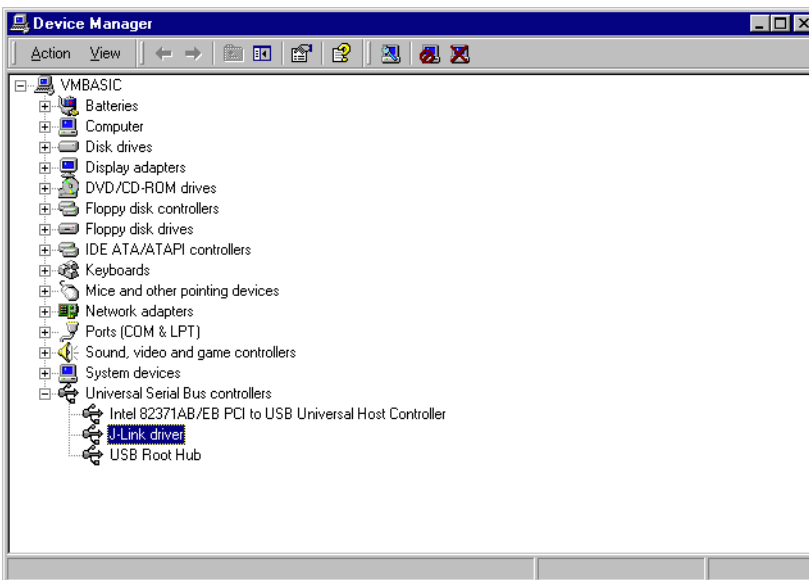 Device Manager
Action View
VMBASIC
Batteries
Computer
Disk drives
Display adapters
DVD/CD-ROM drives
Floppy disk controllers
Floppy disk drives
IDE ATA/ATAPI controllers
Keyboards
Mice and other pointing devices
Network adapters
Ports (COM & LPT)
Sound, video and game controllers
System devices
Universal Serial Bus controllers
Intel 82371AB/EB PCI to USB Universal Host Controller
J-Link driver
USB Root Hub